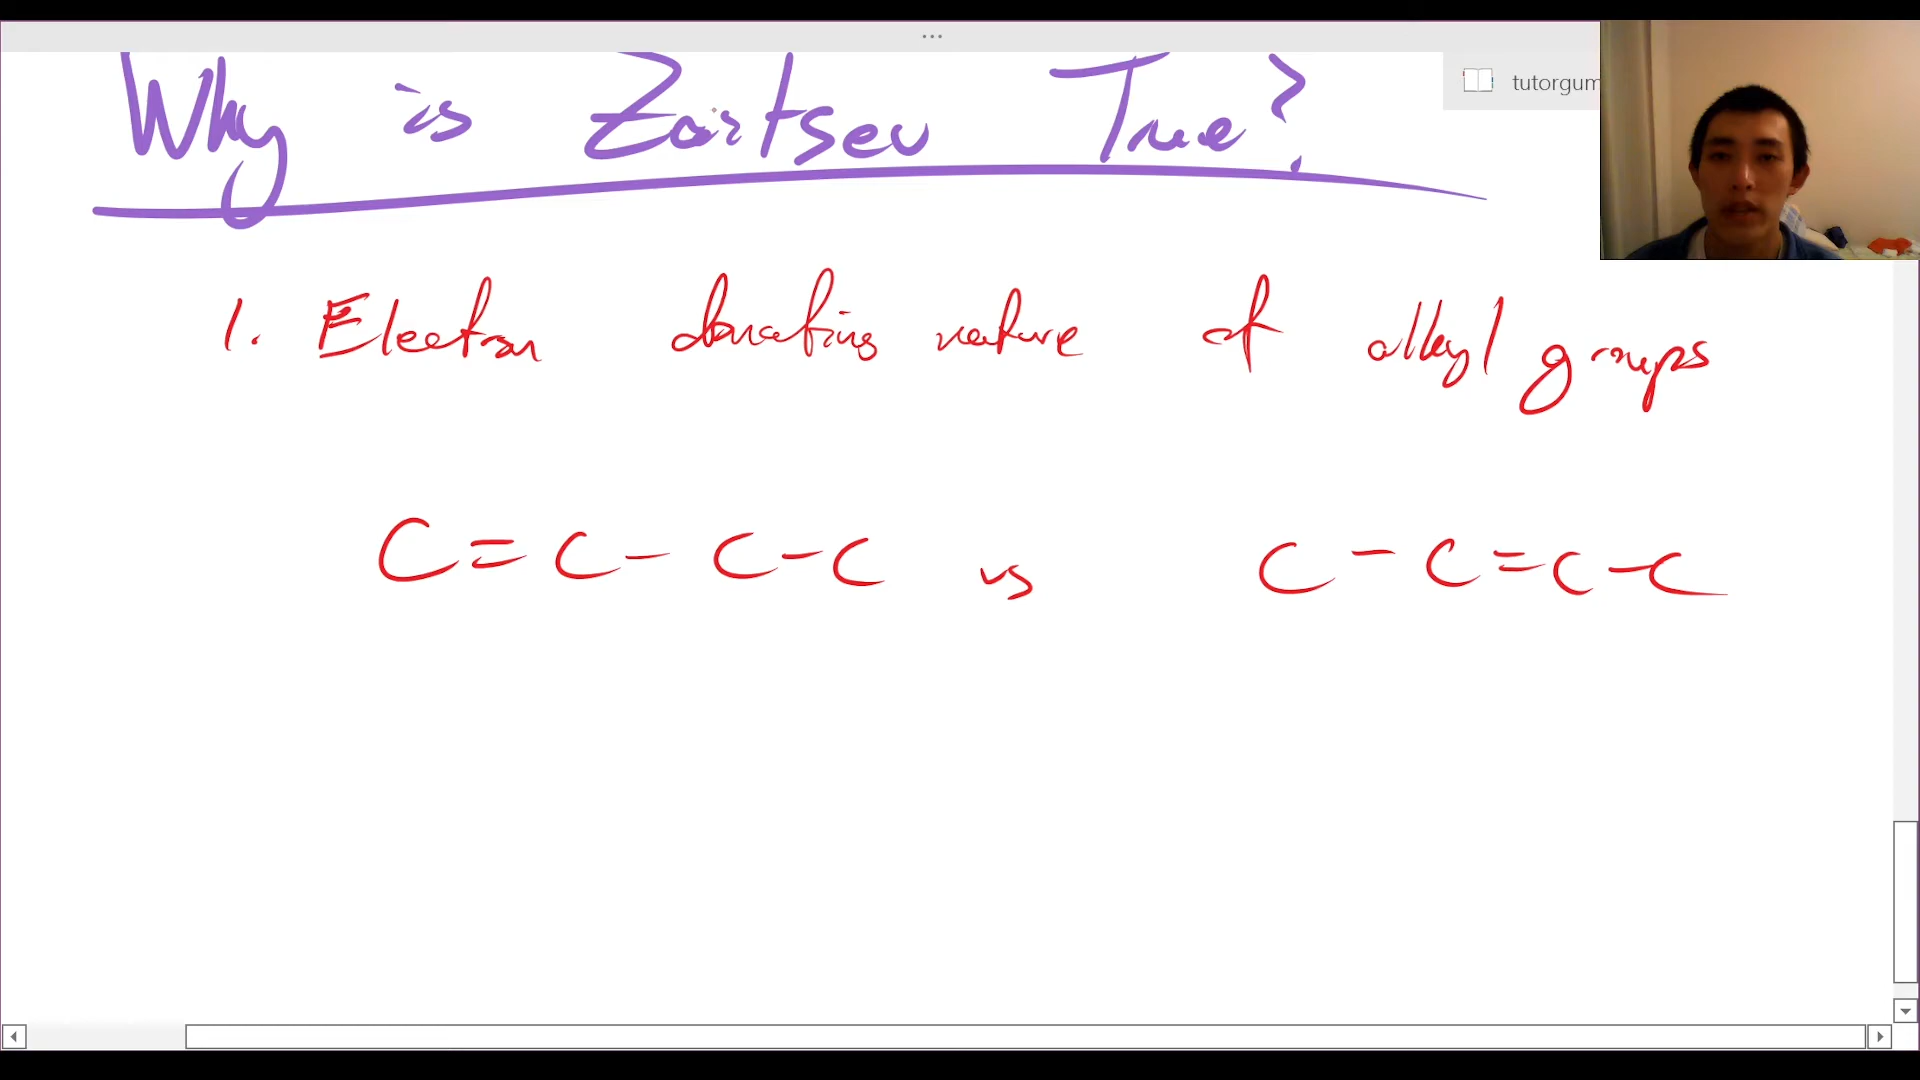 ...
Why is Zaitsev True?
tutorgum
1. Electron donating nature of alkyl groups
C = C - C - C vs C - C = C - C